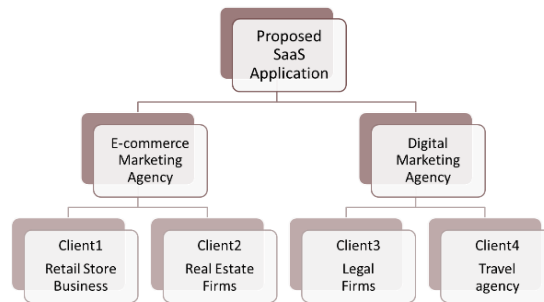 Proposed
SaaS
Application
E-commerce
Marketing
Agency
Digital
Marketing
Agency
Client1
Retail Store
Business
Client2
Real Estate
Firms
Client3
Legal
Firms
Client4
Travel
agency